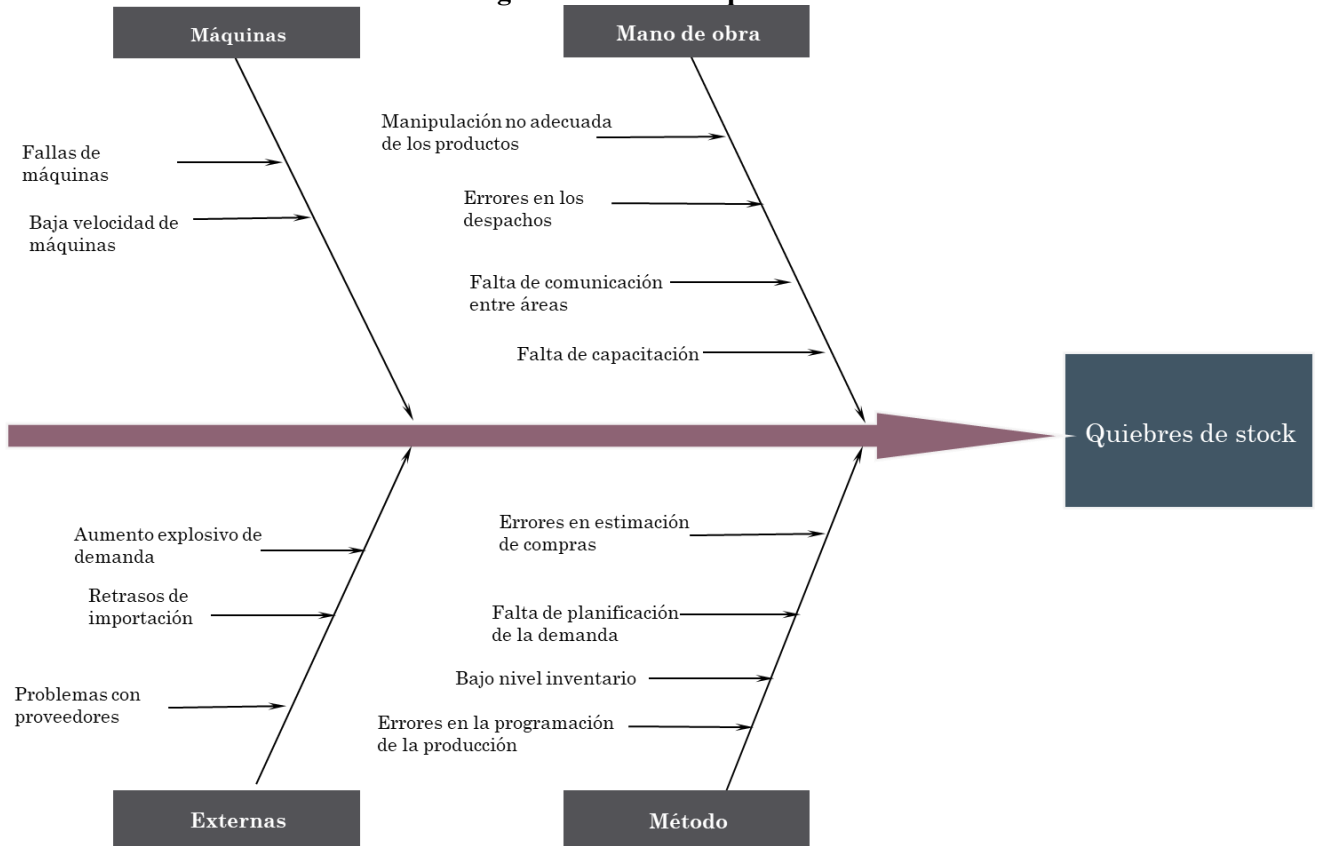 Máquinas
Mano de obra
Manipulación no adecuada
de los productos
Fallas de
máquinas
Errores en los
despachos
Baja velocidad de
máquinas
Falta de comunicación
entre áreas
Falta de capacitación
Quiebres de stock
Errores en estimación
de compras
Aumento explosivo de
demanda
Retrasos de
importación
Falta de planificación
de la demanda
Bajo nivel inventario
Problemas con
proveedores
Errores en la programación
de la producción
Externas
Método